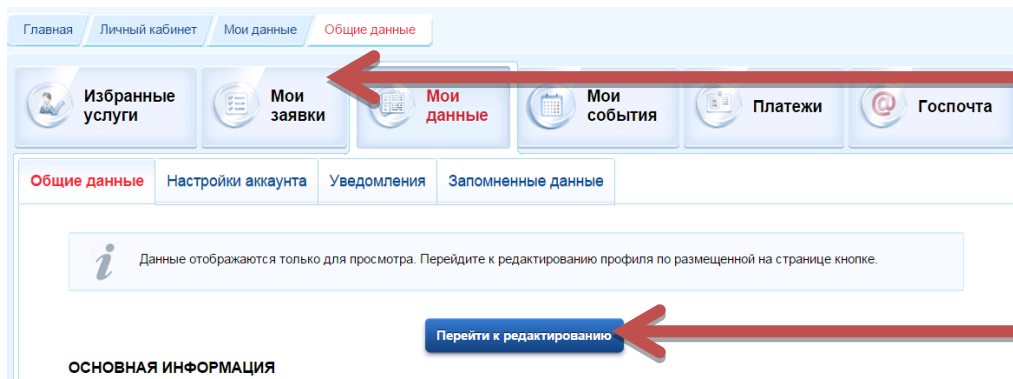 Главная Личный кабинет Мои данные Общие данные
Избранные услуги
Мои заявки
Мои данные
Мои события
Платежи
Госпочта
Общие данные Настройки аккаунта Уведомления Запомненные данные
Данные отображаются только для просмотра. Перейдите к редактированию профиля по размещенной на странице кнопке.
Перейти к редактированию
ОСНОВНАЯ ИНФОРМАЦИЯ